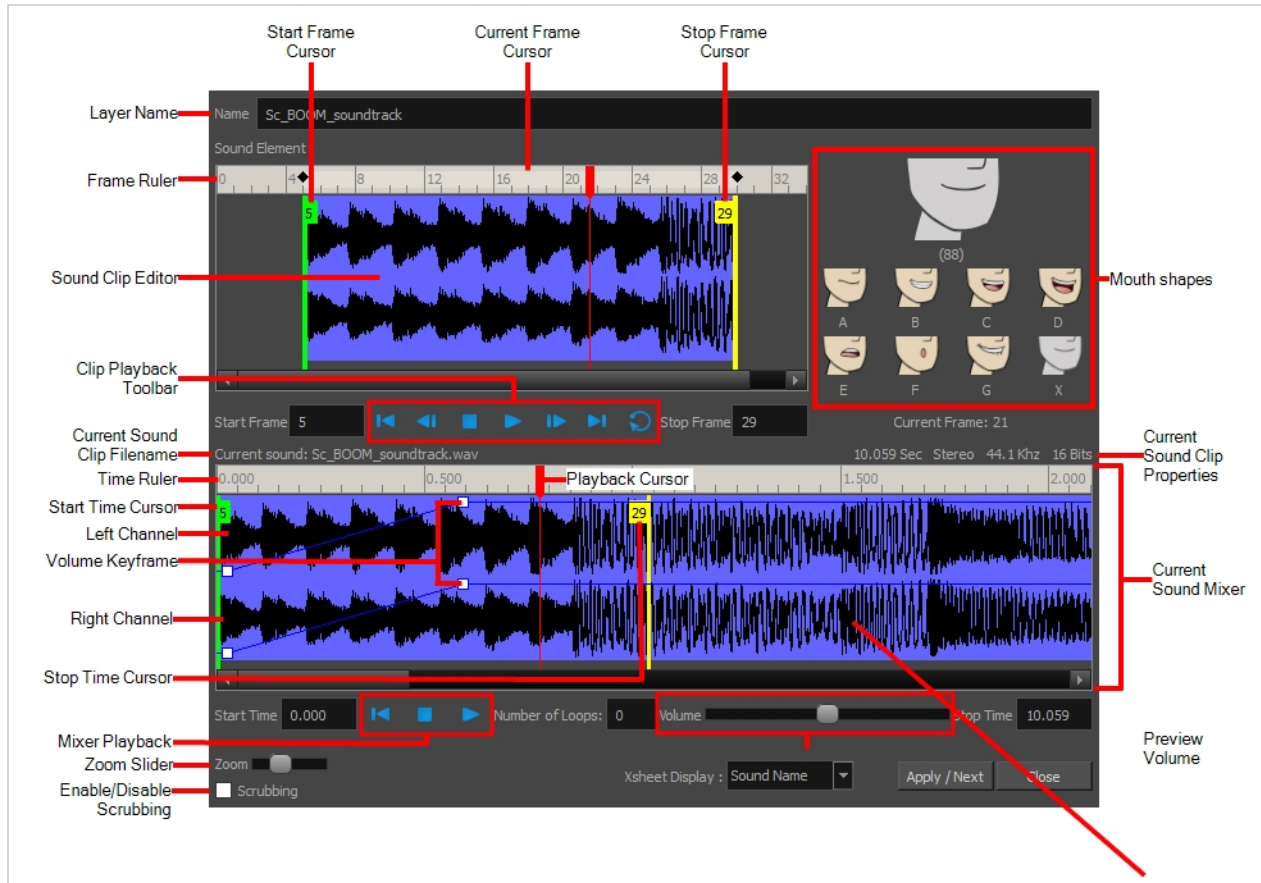 Start Frame
Cursor
Current Frame
Cursor
Stop Frame
Cursor
Layer Name
Name
Sc_BOOM_soundtrack
Sound Element
Frame Ruler
0
4
8
12
16
20
24
28
32
5
29
Sound Clip Editor
(88)
Mouth shapes
A
B
C
D
E
F
G
X
Clip Playback
Toolbar
Start Frame
5
Stop Frame
29
Current Frame: 21
Current Sound
Clip Filename
Current sound: Sc_BOOM_soundtrack.wav
10.059 Sec Stereo 44.1 Khz 16 Bits
Current
Sound Clip
Properties
Time Ruler
0.000
0.500
Playback Cursor
1.500
2.000
Start Time Cursor
5
29
Left Channel
Volume Keyframe
Right Channel
Current
Sound Mixer
Stop Time Cursor
Start Time
0.000
Number of Loops:
0
Volume
Stop Time
10.059
Mixer Playback
Preview
Volume
Zoom Slider
Zoom
Xsheet Display :
Sound Name
Apply / Next
Close
Enable/Disable
Scrubbing
Scrubbing